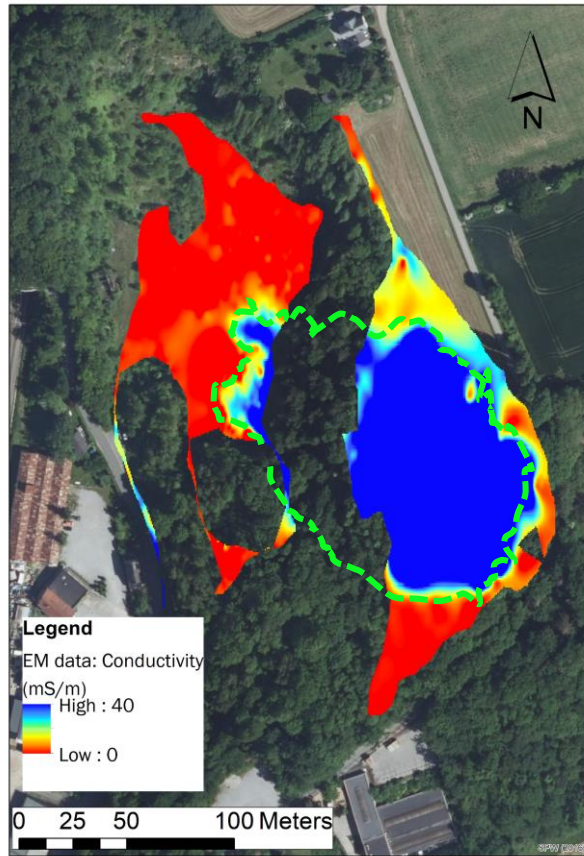 N
Legend
EM data: Conductivity
(mS/m)
High : 40
Low : 0
0 25 50 100 Meters